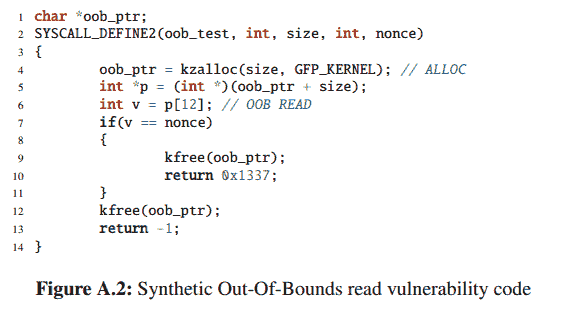 1 char *oob_ptr;
2 SYSCALL_DEFINE2(oob_test, int, size, int, nonce)
3 {
4         oob_ptr = kzalloc(size, GFP_KERNEL); // ALLOC
5         int *p = (int *)(oob_ptr + size);
6         int v = p[12]; // OOB READ
7         if(v == nonce)
8         {
9                 kfree(oob_ptr);
10                 return 0x1337;
11         }
12         kfree(oob_ptr);
13         return -1;
14 }
Figure A.2: Synthetic Out-Of-Bounds read vulnerability code